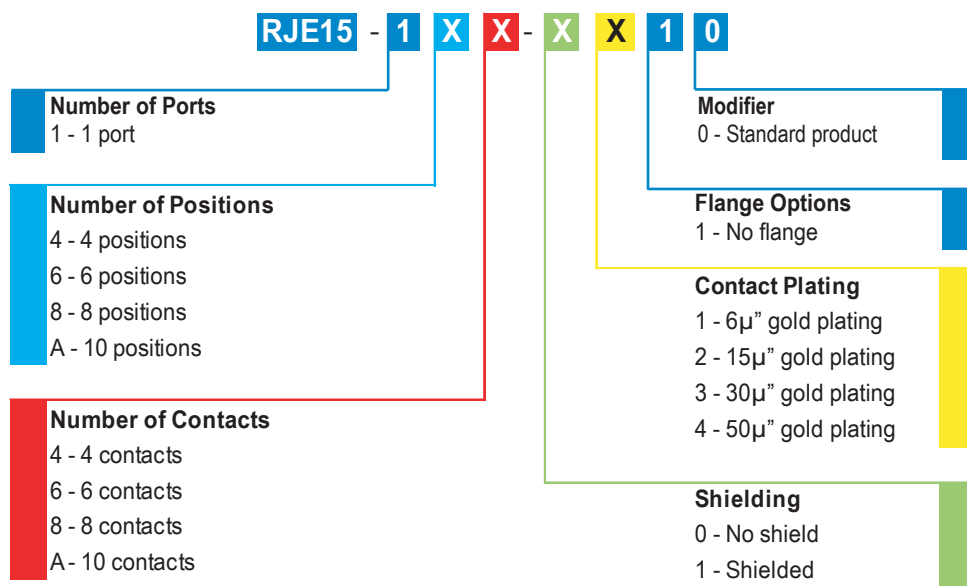 RJE15 - 1 X X - X X 1 0
Number of Ports
1 - 1 port
Number of Positions
4 - 4 positions
6 - 6 positions
8 - 8 positions
A - 10 positions
Number of Contacts
4 - 4 contacts
6 - 6 contacts
8 - 8 contacts
A - 10 contacts
Modifier
0 - Standard product
Flange Options
1 - No flange
Contact Plating
1 - 6µ” gold plating
2 - 15µ” gold plating
3 - 30µ” gold plating
4 - 50µ” gold plating
Shielding
0 - No shield
1 - Shielded